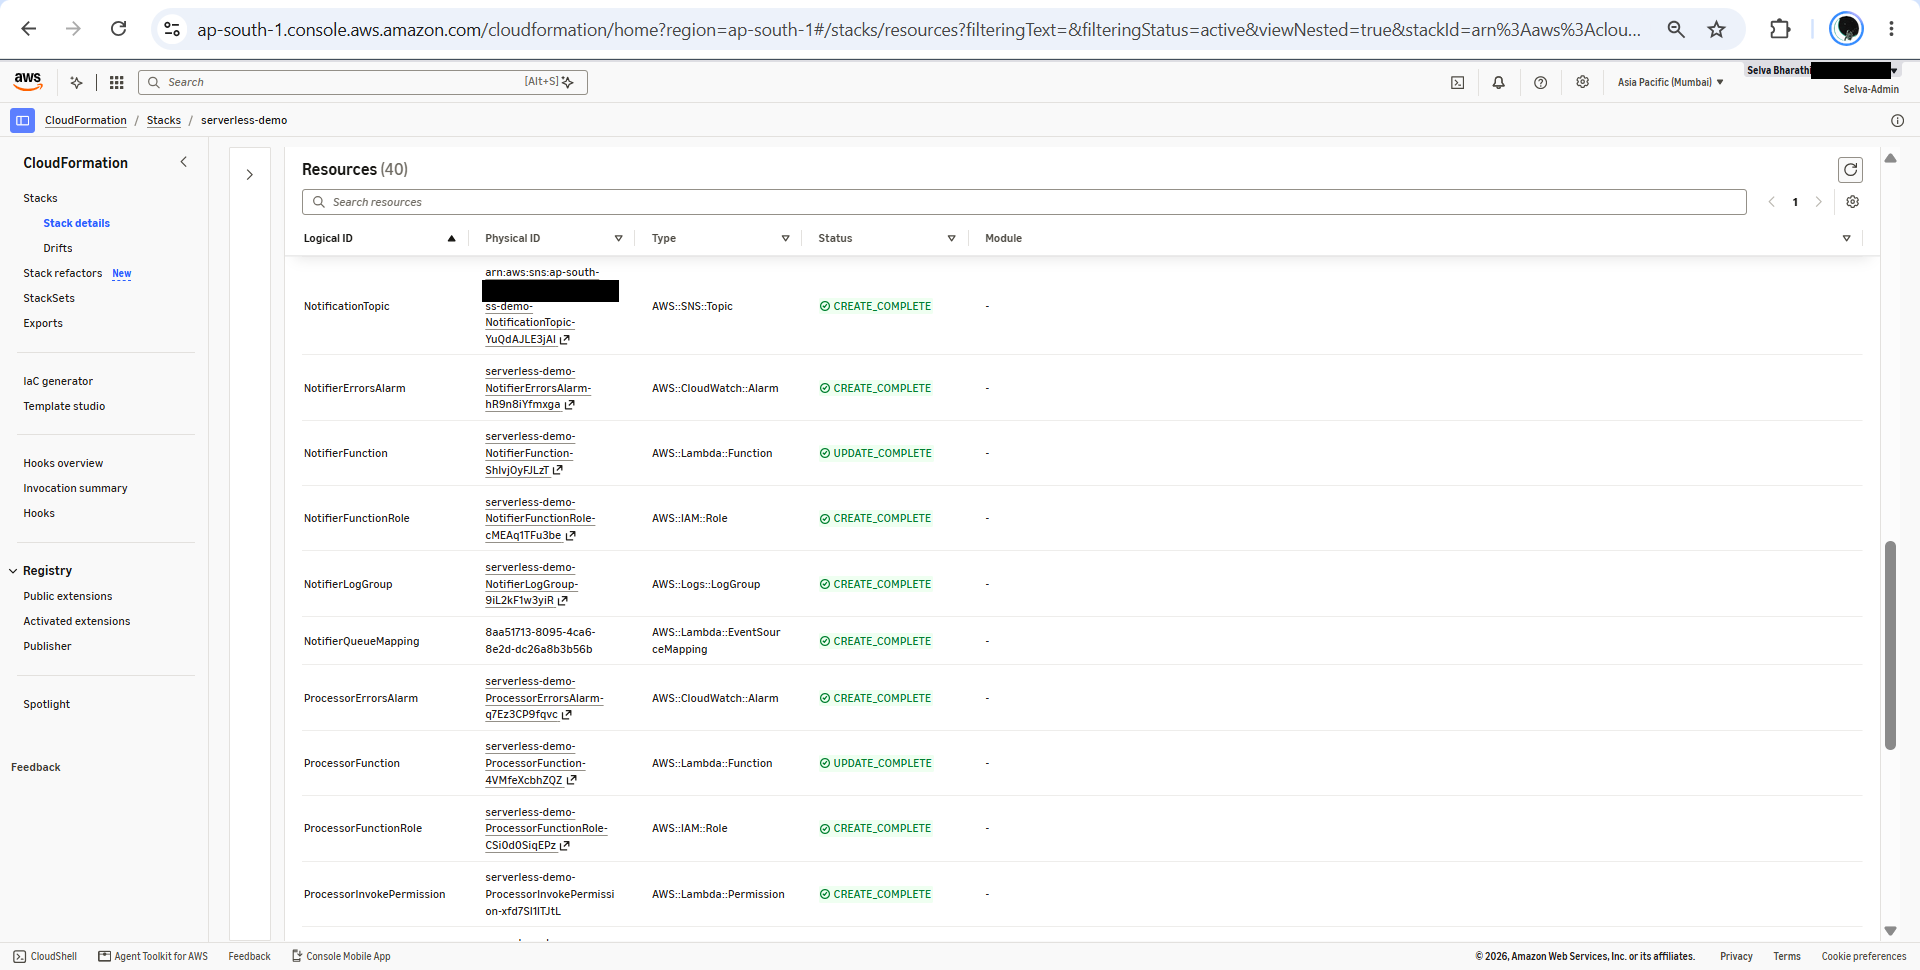 ap-south-1.console.aws.amazon.com/cloudformation/home?region=ap-south-1#/stacks/resources?filteringText=&filteringStatus=active&viewNested=true&stackId=arn%3Aaws%3Aclou...
aws
Search
[Alt+S]
Asia Pacific (Mumbai)
Selva Bharathi
Selva-Admin
CloudFormation / Stacks / serverless-demo
CloudFormation
Stacks
Stack details
Drifts
Stack refactors New
StackSets
Exports
IaC generator
Template studio
Hooks overview
Invocation summary
Hooks
Registry
Public extensions
Activated extensions
Publisher
Spotlight
Feedback
Resources (40)
Search resources
1
Logical ID Physical ID Type Status Module
arn:aws:sns:ap-south-
ss-demo-
NotificationTopic-
YuQdAJLE3jAI
NotificationTopic
AWS::SNS::Topic
CREATE_COMPLETE
-
NotifierErrorsAlarm
serverless-demo-
NotifierErrorsAlarm-
hR9n8iYfmxga
AWS::CloudWatch::Alarm
CREATE_COMPLETE
-
NotifierFunction
serverless-demo-
NotifierFunction-
ShIvjOyFJLzT
AWS::Lambda::Function
UPDATE_COMPLETE
-
NotifierFunctionRole
serverless-demo-
NotifierFunctionRole-
cMEAq1TFu3be
AWS::IAM::Role
CREATE_COMPLETE
-
NotifierLogGroup
serverless-demo-
NotifierLogGroup-
9iL2kF1w3yiR
AWS::Logs::LogGroup
CREATE_COMPLETE
-
NotifierQueueMapping
8aa51713-8095-4ca6-
8e2d-dc26a8b3b56b
AWS::Lambda::EventSour
ceMapping
CREATE_COMPLETE
-
ProcessorErrorsAlarm
serverless-demo-
ProcessorErrorsAlarm-
q7Ez3CP9fqvc
AWS::CloudWatch::Alarm
CREATE_COMPLETE
-
ProcessorFunction
serverless-demo-
ProcessorFunction-
4VMfeXcbhZQZ
AWS::Lambda::Function
UPDATE_COMPLETE
-
ProcessorFunctionRole
serverless-demo-
ProcessorFunctionRole-
CSi0d0SiqEPz
AWS::IAM::Role
CREATE_COMPLETE
-
ProcessorInvokePermission
serverless-demo-
ProcessorInvokePermissi
on-xfd7SI1ITJtL
AWS::Lambda::Permission
CREATE_COMPLETE
-
CloudShell
Agent Toolkit for AWS
Feedback
Console Mobile App
© 2026, Amazon Web Services, Inc. or its affiliates.
Privacy
Terms
Cookie preferences